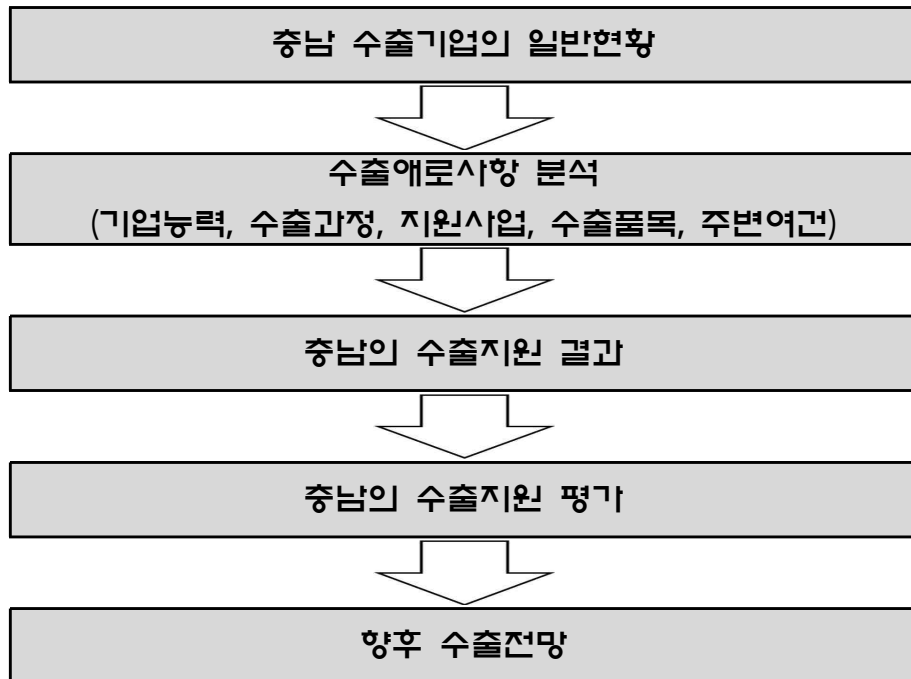 충남 수출기업의 일반현황
수출애로사항 분석
(기업능력, 수출과정, 지원사업, 수출품목, 주변여건)
충남의 수출지원 결과
충남의 수출지원 평가
향후 수출전망